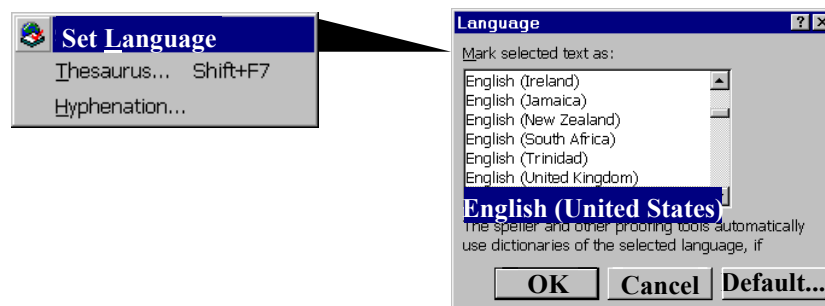 Set Language
Thesaurus... Shift+F7
Hyphenation...
Language
Mark selected text as:
English (Ireland)
English (Jamaica)
English (New Zealand)
English (South Africa)
English (Trinidad)
English (United Kingdom)
English (United States)
The speller and other proofing tools automatically
use dictionaries of the selected language, if
OK Cancel Default...